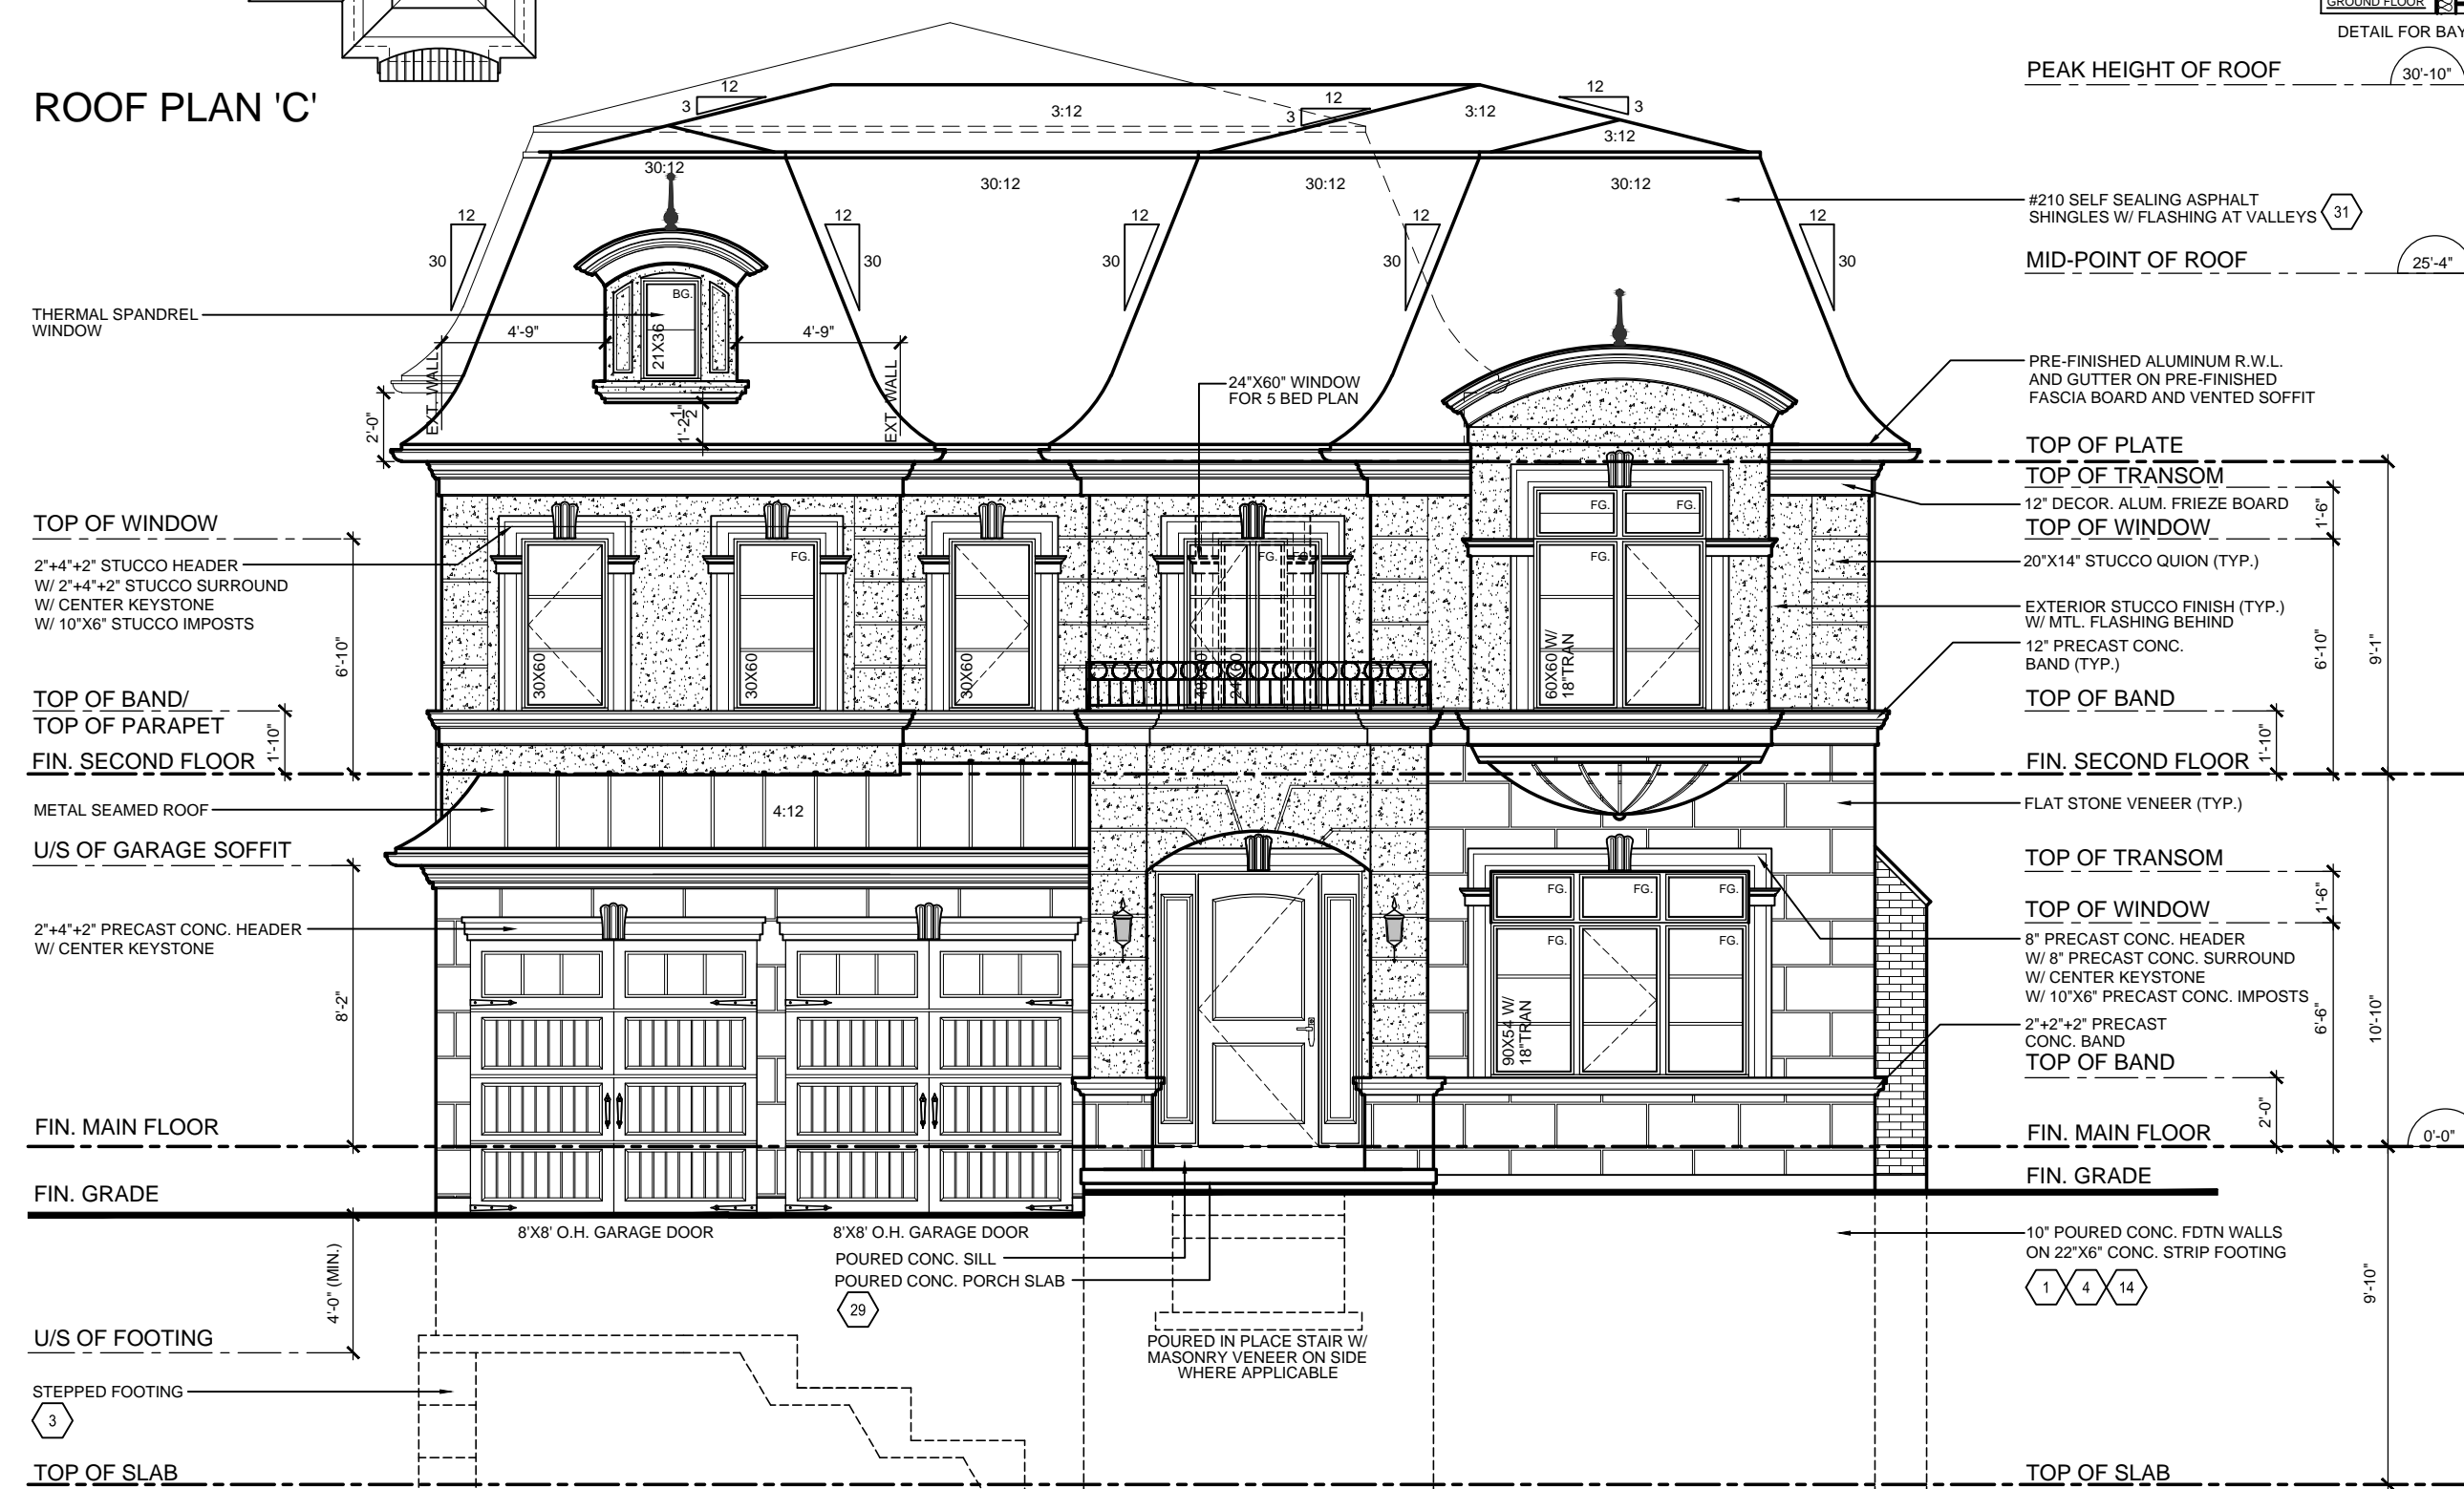 GROUND FLOOR
DETAIL FOR BAY
ROOF PLAN 'C'
PEAK HEIGHT OF ROOF
30'-10"
12
3
3:12
12
3
3:12
12
3
3:12
30:12
30:12
30:12
30:12
#210 SELF SEALING ASPHALT
SHINGLES W/ FLASHING AT VALLEYS
31
MID-POINT OF ROOF
25'-4"
12
30
12
30
12
30
12
30
12
30
THERMAL SPANDREL
WINDOW
BG.
21X36
4'-9"
4'-9"
EXT. WALL
EXT. WALL
2'-0"
1'-2 1/2"
24"X60" WINDOW
FOR 5 BED PLAN
PRE-FINISHED ALUMINUM R.W.L.
AND GUTTER ON PRE-FINISHED
FASCIA BOARD AND VENTED SOFFIT
TOP OF PLATE
TOP OF TRANSOM
12" DECOR. ALUM. FRIEZE BOARD
TOP OF WINDOW
20"X14" STUCCO QUION (TYP.)
EXTERIOR STUCCO FINISH (TYP.)
W/ MTL. FLASHING BEHIND
12" PRECAST CONC.
BAND (TYP.)
TOP OF BAND
FIN. SECOND FLOOR
1'-6"
6'-10"
9'-1"
1'-10"
TOP OF WINDOW
2"+4"+2" STUCCO HEADER
W/ 2"+4"+2" STUCCO SURROUND
W/ CENTER KEYSTONE
W/ 10"X6" STUCCO IMPOSTS
6'-10"
TOP OF BAND/
TOP OF PARAPET
1'-10"
FIN. SECOND FLOOR
30X60
FG.
30X60
30X60
FG.
FG.
24X60
FG.
FG.
FG.
60X60 W/
18"TRAN
METAL SEAMED ROOF
4:12
FLAT STONE VENEER (TYP.)
U/S OF GARAGE SOFFIT
8'-2"
2"+4"+2" PRECAST CONC. HEADER
W/ CENTER KEYSTONE
TOP OF TRANSOM
TOP OF WINDOW
8" PRECAST CONC. HEADER
W/ 8" PRECAST CONC. SURROUND
W/ CENTER KEYSTONE
W/ 10"X6" PRECAST CONC. IMPOSTS
2"+2"+2" PRECAST
CONC. BAND
TOP OF BAND
1'-6"
6'-6"
10'-10"
2'-0"
FG.
FG.
FG.
FG.
FG.
90X54 W/
18"TRAN
FIN. MAIN FLOOR
FIN. MAIN FLOOR
0'-0"
FIN. GRADE
FIN. GRADE
8'X8' O.H. GARAGE DOOR
8'X8' O.H. GARAGE DOOR
POURED CONC. SILL
POURED CONC. PORCH SLAB
29
10" POURED CONC. FDTN WALLS
ON 22"X6" CONC. STRIP FOOTING
1
4
14
9'-10"
4'-0" (MIN.)
U/S OF FOOTING
POURED IN PLACE STAIR W/
MASONRY VENEER ON SIDE
WHERE APPLICABLE
STEPPED FOOTING
3
TOP OF SLAB
TOP OF SLAB